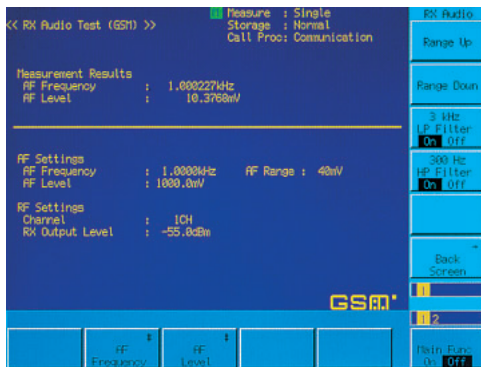 << RX Audio Test (GSM) >>
Measure : Single
Storage : Normal
Call Proc: Communication
Measurement Results
AF Frequency : 1.000227kHz
AF Level : 10.3768mV
AF Settings
AF Frequency : 1.0000kHz AF Range : 40mV
AF Level : 1000.0mV
RF Settings
Channel : 1CH
RX Output Level : -55.0dBm
GSM
RX Audio
Range Up
Range Down
3 kHz
LP Filter
On Off
300 Hz
HP Filter
On Off
→
Back
Screen
1
1 2
Main Func
On Off
‡ ‡
AF Frequency
AF Level